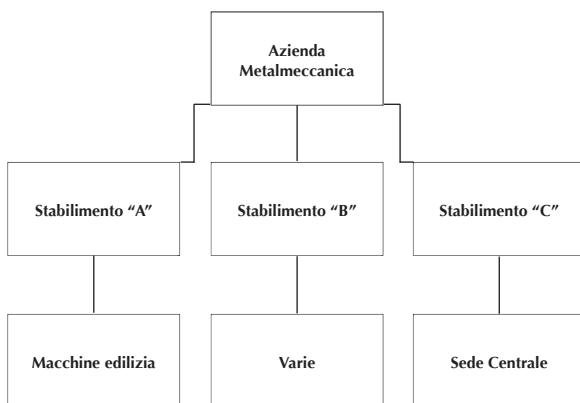 Azienda
Metalmeccanica
Stabilimento “A”
Stabilimento “B”
Stabilimento “C”
Macchine edilizia
Varie
Sede Centrale